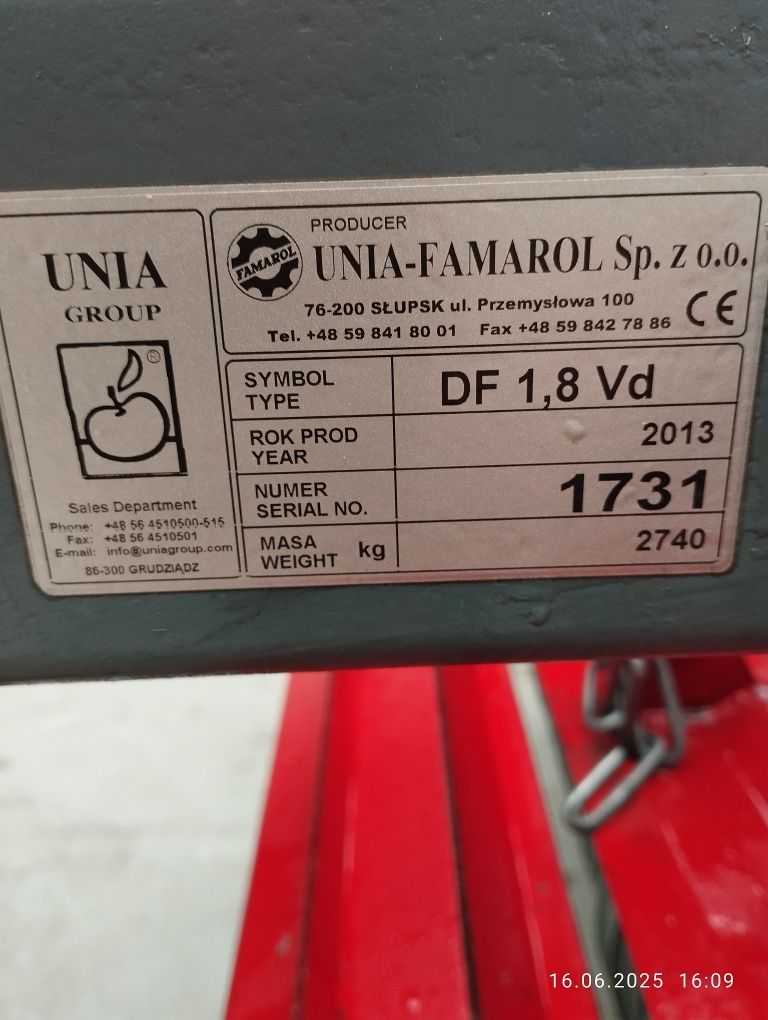 UNIA
GROUP
®
Sales Department
Phone: +48 56 4510500-515
Fax: +48 56 4510501
E-mail: info@uniagroup.com
86-300 GRUDZIĄDZ
FAMAROL
PRODUCER
UNIA-FAMAROL Sp. z o.o.
76-200 SŁUPSK ul. Przemysłowa 100
Tel. +48 59 841 80 01 Fax +48 59 842 78 86
CE
SYMBOL
TYPE
DF 1,8 Vd
ROK PROD
YEAR
2013
NUMER
SERIAL NO.
1731
MASA
WEIGHT kg
2740
16.06.2025 16:09